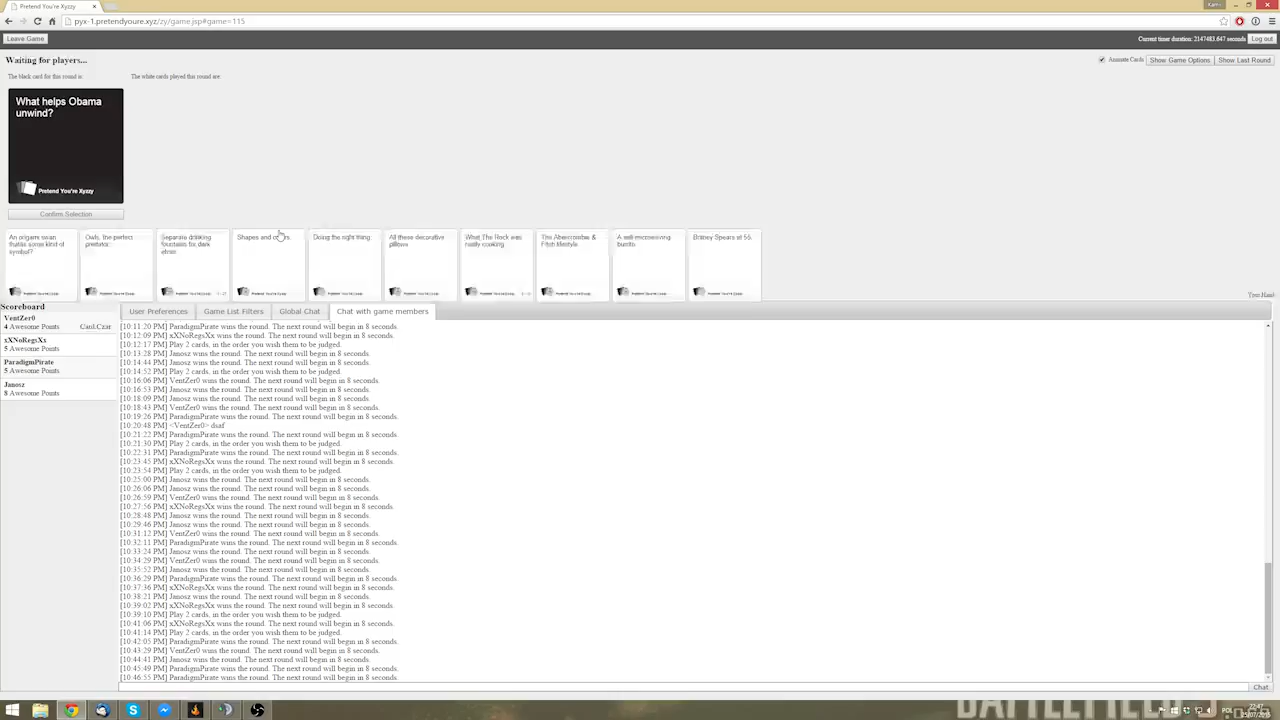 Pretend You're Xyzzy
Kamil
pyx-1.pretendyoure.xyz/zy/game.jsp#game=115
Leave Game
Current timer duration: 2147483.647 seconds
Log out
Waiting for players...
Animate Cards
Show Game Options
Show Last Round
The black card for this round is
The white cards played this round are
What helps Obama
unwind?
Pretend You're Xyzzy
Confirm Selection
An origami swan
that's some kind of
symbol?
Owls, the perfect
predator.
Separate drinking
fountains for dark
elves.
Shapes and
Doing the right thing.
All these decorative
pillows.
What The Rock was
really cooking.
The Abercrombie &
Fitch lifestyle.
A self-microwaving
burrito.
Britney Spears at 55.
Your Hand
Scoreboard
VentZer0
4 Awesome Points
Card Czar
xXNoRegsXx
5 Awesome Points
ParadigmPirate
5 Awesome Points
Janosz
8 Awesome Points
User Preferences
Game List Filters
Global Chat
Chat with game members
[10:11:20 PM] ParadigmPirate wins the round. The next round will begin in 8 seconds.
[10:12:09 PM] xXNoRegsXx wins the round. The next round will begin in 8 seconds.
[10:12:17 PM] Play 2 cards, in the order you wish them to be judged.
[10:13:28 PM] Janosz wins the round. The next round will begin in 8 seconds.
[10:14:44 PM] Janosz wins the round. The next round will begin in 8 seconds.
[10:14:52 PM] Play 2 cards, in the order you wish them to be judged.
[10:16:06 PM] VentZer0 wins the round. The next round will begin in 8 seconds.
[10:16:53 PM] Janosz wins the round. The next round will begin in 8 seconds.
[10:18:09 PM] Janosz wins the round. The next round will begin in 8 seconds.
[10:18:43 PM] VentZer0 wins the round. The next round will begin in 8 seconds.
[10:19:26 PM] ParadigmPirate wins the round. The next round will begin in 8 seconds.
[10:20:48 PM] <VentZer0> dsaf
[10:21:22 PM] ParadigmPirate wins the round. The next round will begin in 8 seconds.
[10:21:30 PM] Play 2 cards, in the order you wish them to be judged.
[10:22:31 PM] ParadigmPirate wins the round. The next round will begin in 8 seconds.
[10:23:45 PM] xXNoRegsXx wins the round. The next round will begin in 8 seconds.
[10:23:54 PM] Play 2 cards, in the order you wish them to be judged.
[10:25:00 PM] Janosz wins the round. The next round will begin in 8 seconds.
[10:26:06 PM] Janosz wins the round. The next round will begin in 8 seconds.
[10:26:59 PM] VentZer0 wins the round. The next round will begin in 8 seconds.
[10:27:56 PM] xXNoRegsXx wins the round. The next round will begin in 8 seconds.
[10:28:48 PM] Janosz wins the round. The next round will begin in 8 seconds.
[10:29:46 PM] Janosz wins the round. The next round will begin in 8 seconds.
[10:31:12 PM] VentZer0 wins the round. The next round will begin in 8 seconds.
[10:32:11 PM] ParadigmPirate wins the round. The next round will begin in 8 seconds.
[10:33:24 PM] Janosz wins the round. The next round will begin in 8 seconds.
[10:34:29 PM] VentZer0 wins the round. The next round will begin in 8 seconds.
[10:35:52 PM] Janosz wins the round. The next round will begin in 8 seconds.
[10:36:29 PM] ParadigmPirate wins the round. The next round will begin in 8 seconds.
[10:37:36 PM] xXNoRegsXx wins the round. The next round will begin in 8 seconds.
[10:38:21 PM] Janosz wins the round. The next round will begin in 8 seconds.
[10:39:02 PM] xXNoRegsXx wins the round. The next round will begin in 8 seconds.
[10:39:10 PM] Play 2 cards, in the order you wish them to be judged.
[10:41:06 PM] xXNoRegsXx wins the round. The next round will begin in 8 seconds.
[10:41:14 PM] Play 2 cards, in the order you wish them to be judged.
[10:42:05 PM] ParadigmPirate wins the round. The next round will begin in 8 seconds.
[10:43:29 PM] VentZer0 wins the round. The next round will begin in 8 seconds.
[10:44:41 PM] Janosz wins the round. The next round will begin in 8 seconds.
[10:45:49 PM] ParadigmPirate wins the round. The next round will begin in 8 seconds.
[10:46:55 PM] ParadigmPirate wins the round. The next round will begin in 8 seconds.
Chat
POL
22:47